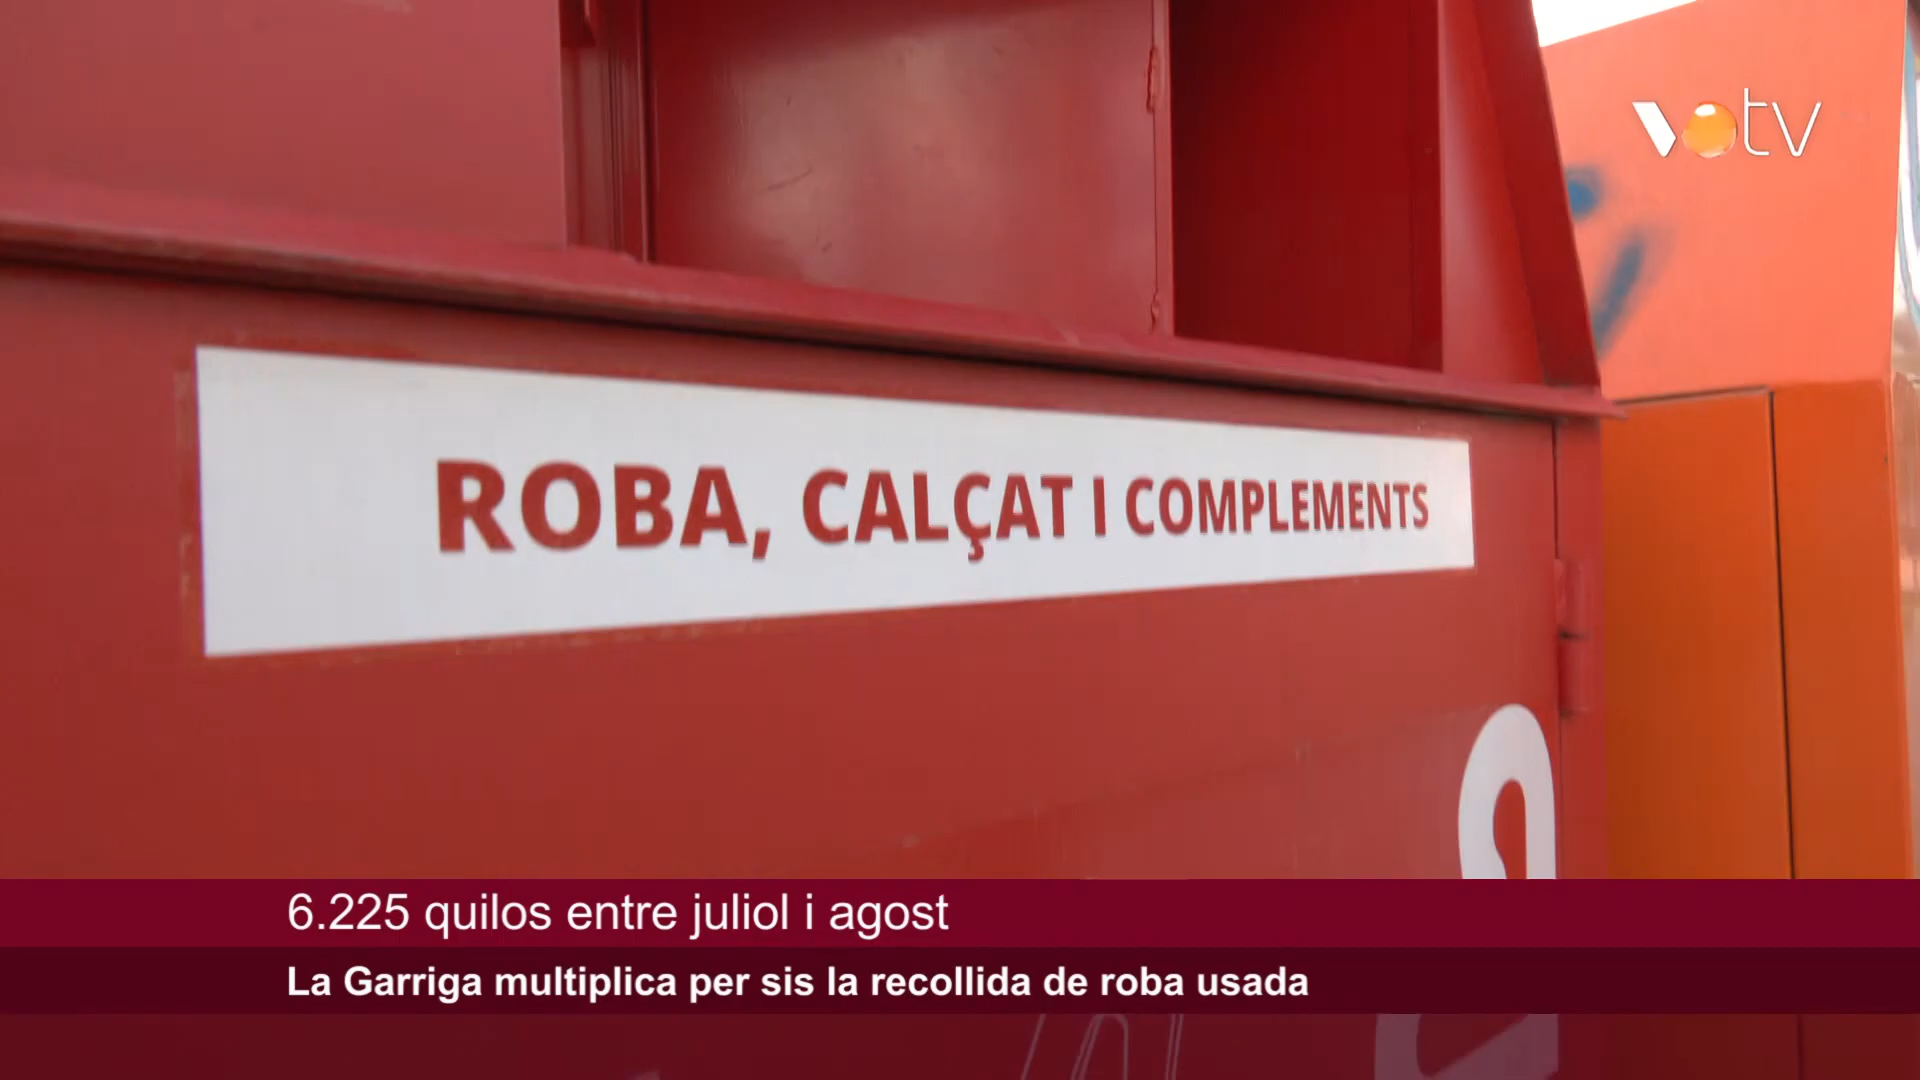 votv
ROBA, CALÇAT I COMPLEMENTS
6.225 quilos entre juliol i agost
La Garriga multiplica per sis la recollida de roba usada